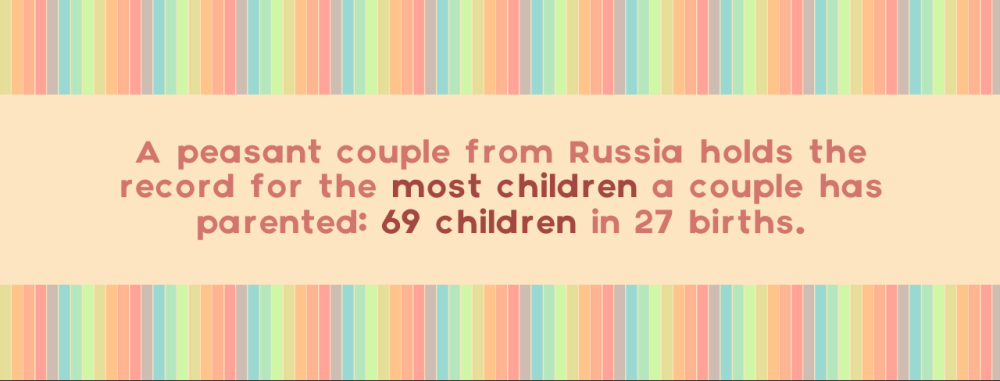 A peasant couple from Russia holds the
record for the most children a couple has
parented: 69 children in 27 births.